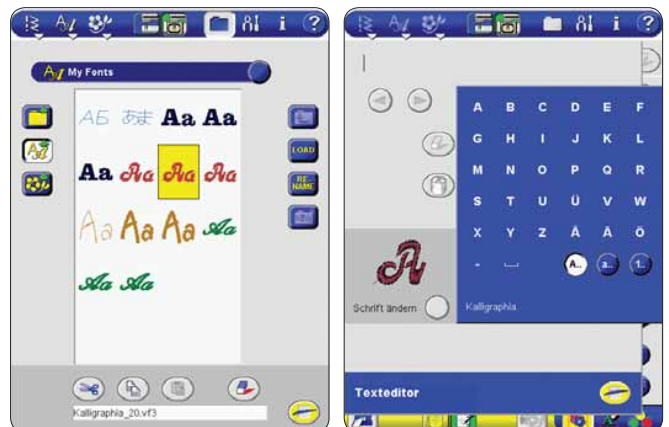 My Fonts
АБ あま Aa Aa
Aa Aa Aa Aa
Aa Aa Aa Aa
Aa Aa
LOAD
RE-
NAME
Kalligraphia_20.vf3
i ?
A B C D E F
G H I J K L
M N O P Q R
S T U Ü V W
X Y Z Å Ä Ö
- A.. a.. 1..
A
Schrift ändern
Kalligraphia
Texteditor